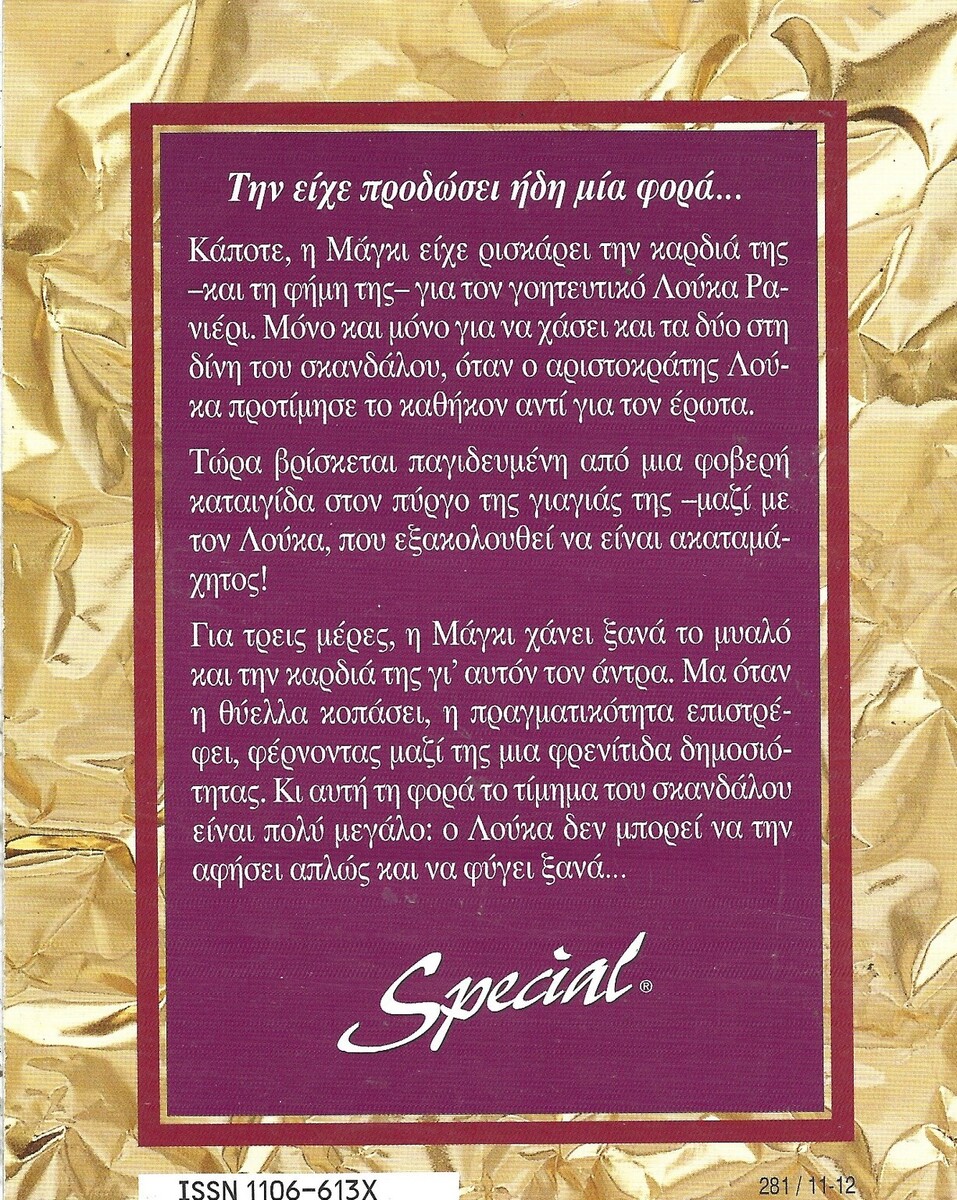 Την είχε προδώσει ήδη μία φορά...
Κάποτε, η Μάγκι είχε ρισκάρει την καρδιά της
–και τη φήμη της– για τον γοητευτικό Λούκα Ρα-
νιέρι. Μόνο και μόνο για να χάσει και τα δύο στη
δίνη του σκανδάλου, όταν ο αριστοκράτης Λού-
κα προτίμησε το καθήκον αντί για τον έρωτα.
Τώρα βρίσκεται παγιδευμένη από μια φοβερή
καταιγίδα στον πύργο της γιαγιάς της –μαζί με
τον Λούκα, που εξακολουθεί να είναι ακαταμά-
χητος!
Για τρεις μέρες, η Μάγκι χάνει ξανά το μυαλό
και την καρδιά της γι’ αυτόν τον άντρα. Μα όταν
η θύελλα κοπάσει, η πραγματικότητα επιστρέ-
φει, φέρνοντας μαζί της μια φρενίτιδα δημοσιό-
τητας. Κι αυτή τη φορά το τίμημα του σκανδάλου
είναι πολύ μεγάλο: ο Λούκα δεν μπορεί να την
αφήσει απλώς και να φύγει ξανά...
Special®
ISSN 1106-613X
281 / 11-12